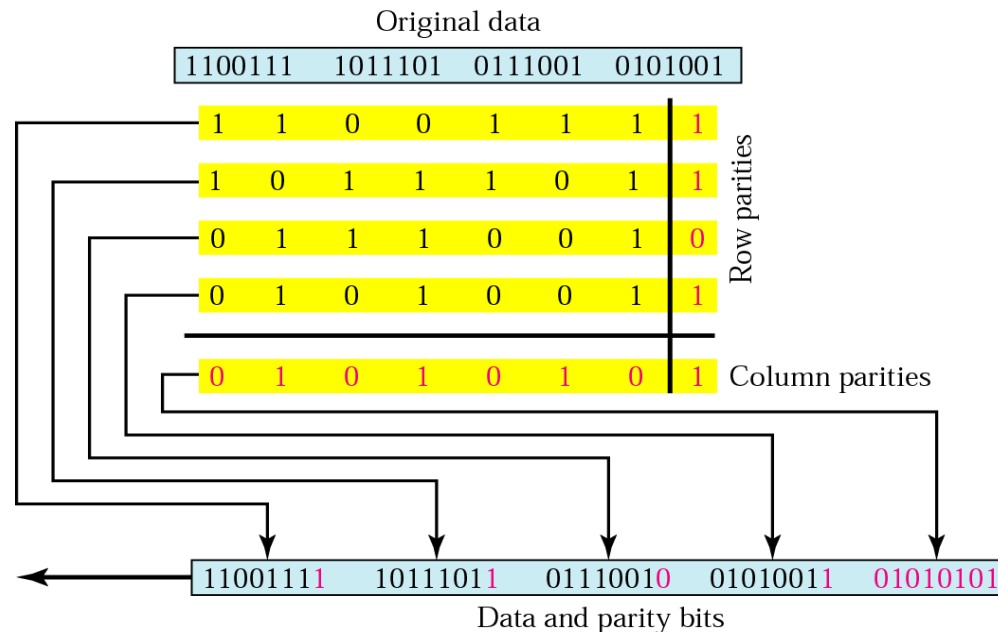 Original data
1100111 1011101 0111001 0101001
1 1 0 0 1 1 1 1
1 0 1 1 1 0 1 1
0 1 1 1 0 0 1 0
0 1 0 1 0 0 1 1
Row parities
0 1 0 1 0 1 0 1 Column parities
11001111 10111011 01110010 01010011 01010101
Data and parity bits